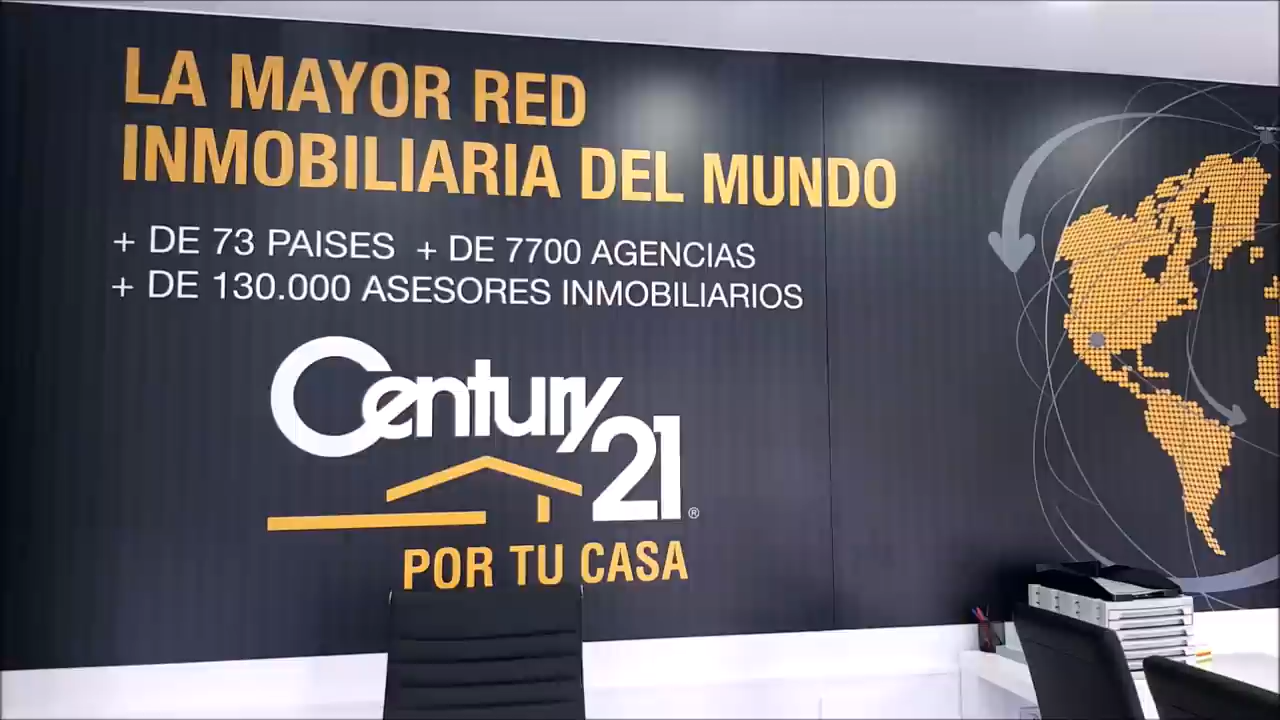 LA MAYOR RED
INMOBILIARIA DEL MUNDO
+ DE 73 PAISES + DE 7700 AGENCIAS
+ DE 130.000 ASESORES INMOBILIARIOS
Century
21®
POR TU CASA